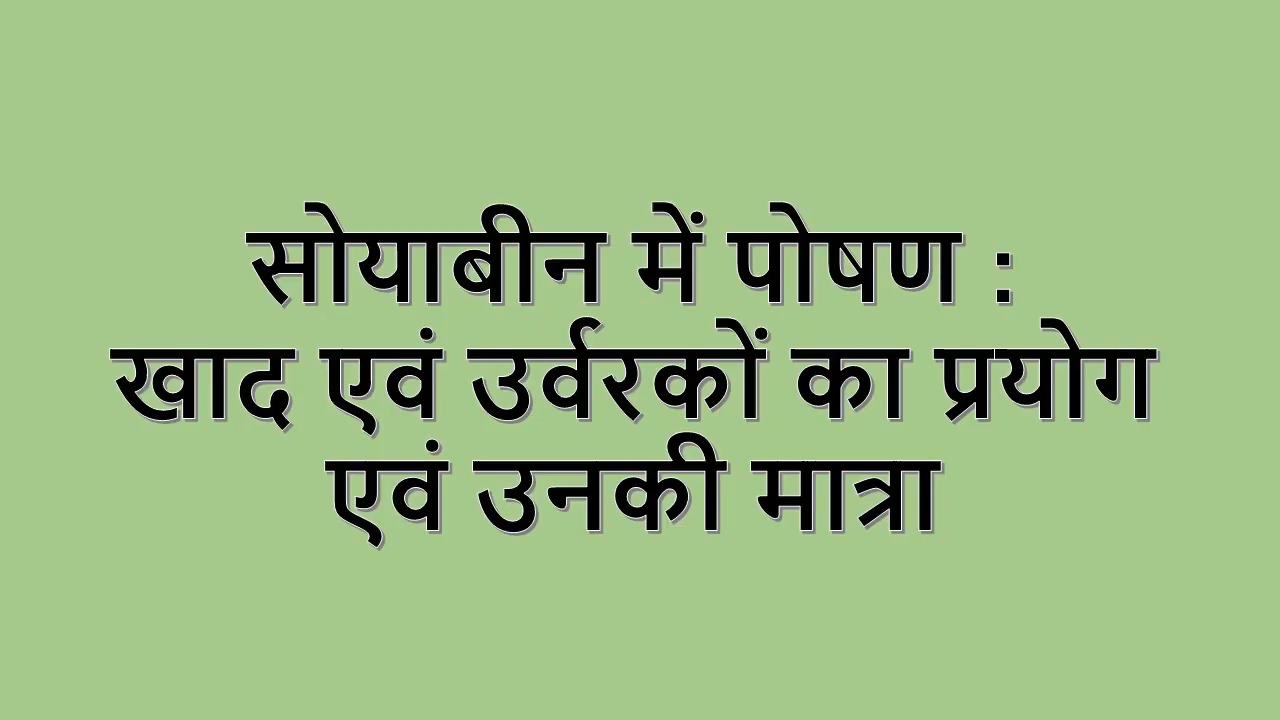 सोयाबीन में पोषण :
खाद एवं उर्वरकों का प्रयोग
एवं उनकी मात्रा